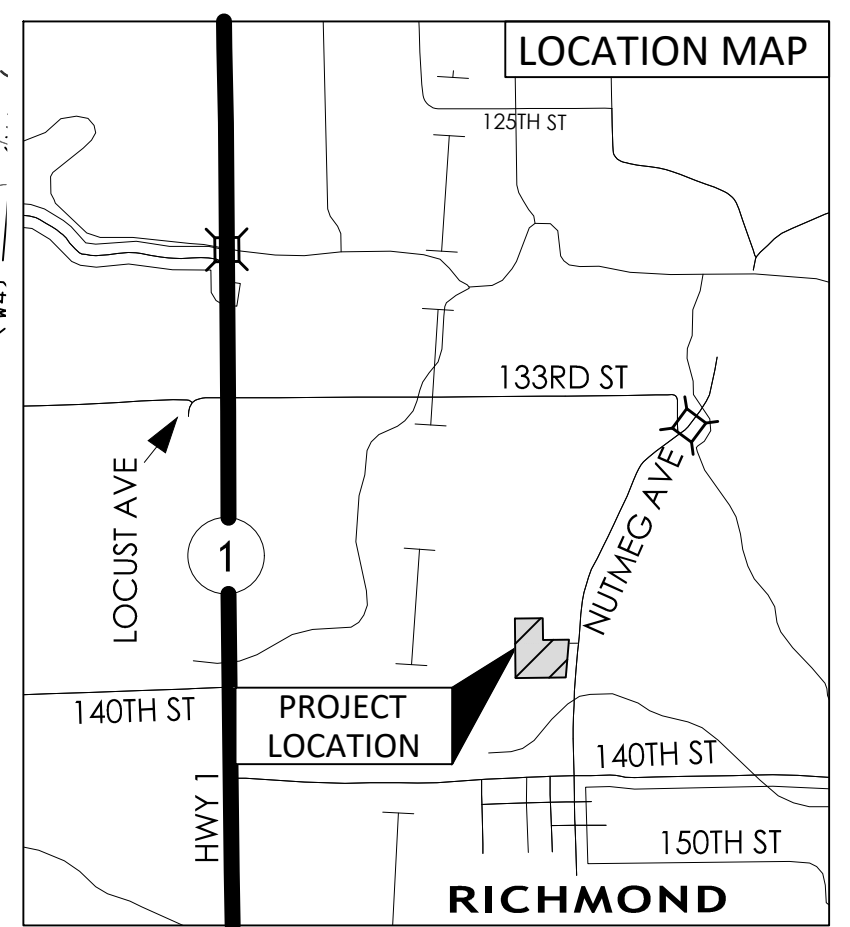 LOCATION MAP
125TH ST
133RD ST
LOCUST AVE
NUTMEG AVE
1
140TH ST
PROJECT
LOCATION
140TH ST
HWY 1
150TH ST
RICHMOND